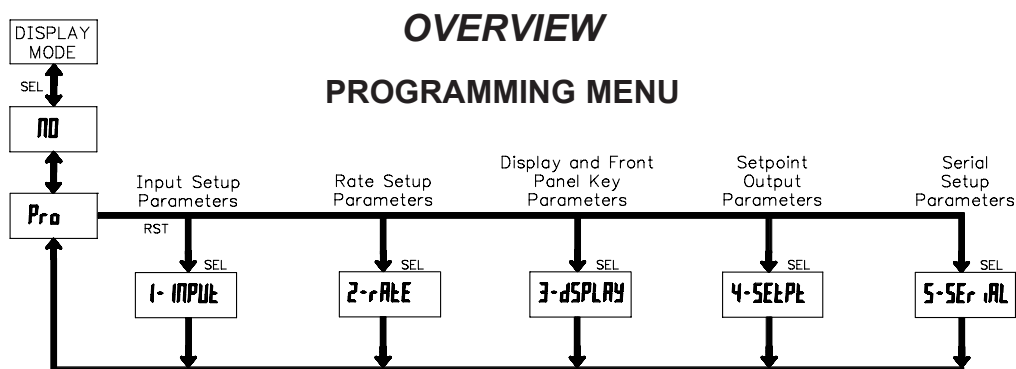 OVERVIEW
PROGRAMMING MENU
DISPLAY
MODE
SEL
NO
Pro
RST
Input Setup
Parameters
Rate Setup
Parameters
Display and Front
Panel Key
Parameters
Setpoint
Output
Parameters
Serial
Setup
Parameters
SEL
SEL
SEL
SEL
SEL
1-INPUt
2-rAtE
3-dSPLAY
4-SEtPt
5-SEriAL